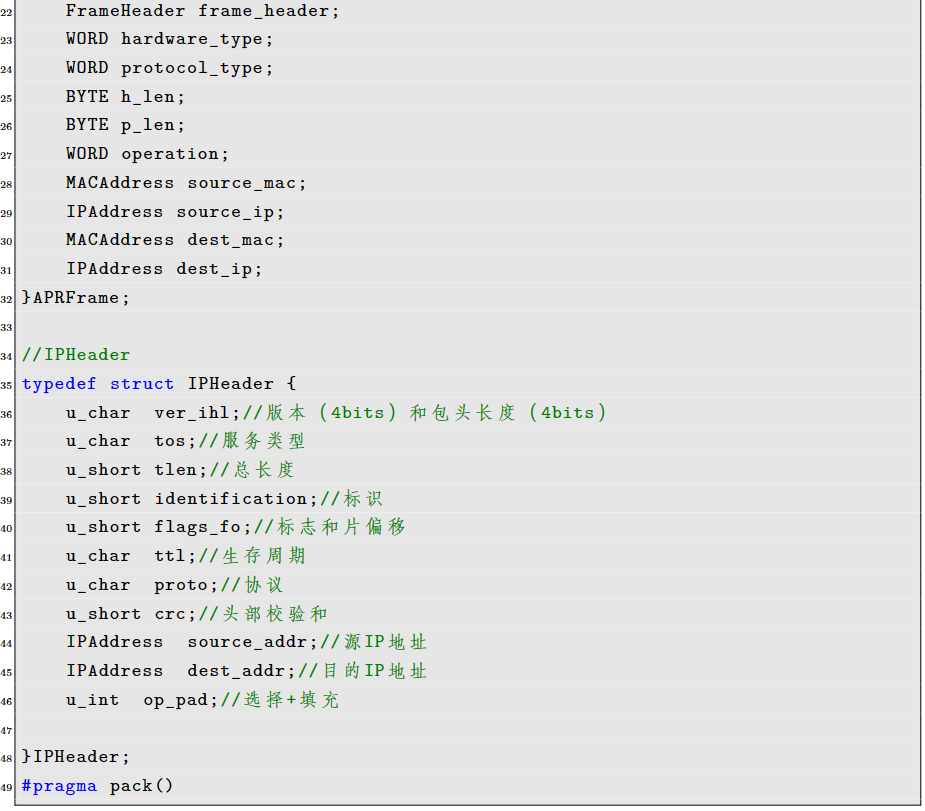 22     FrameHeader frame_header;
23     WORD hardware_type;
24     WORD protocol_type;
25     BYTE h_len;
26     BYTE p_len;
27     WORD operation;
28     MACAddress source_mac;
29     IPAddress source_ip;
30     MACAddress dest_mac;
31     IPAddress dest_ip;
32 }APRFrame;
33
34 //IPHeader
35 typedef struct IPHeader {
36     u_char  ver_ihl;//版本（4bits）和包头长度（4bits）
37     u_char  tos;//服务类型
38     u_short tlen;//总长度
39     u_short identification;//标识
40     u_short flags_fo;//标志和片偏移
41     u_char  ttl;//生存周期
42     u_char  proto;//协议
43     u_short crc;//头部校验和
44     IPAddress  source_addr;//源IP地址
45     IPAddress  dest_addr;//目的IP地址
46     u_int  op_pad;//选择+填充
47
48 }IPHeader;
49 #pragma pack()